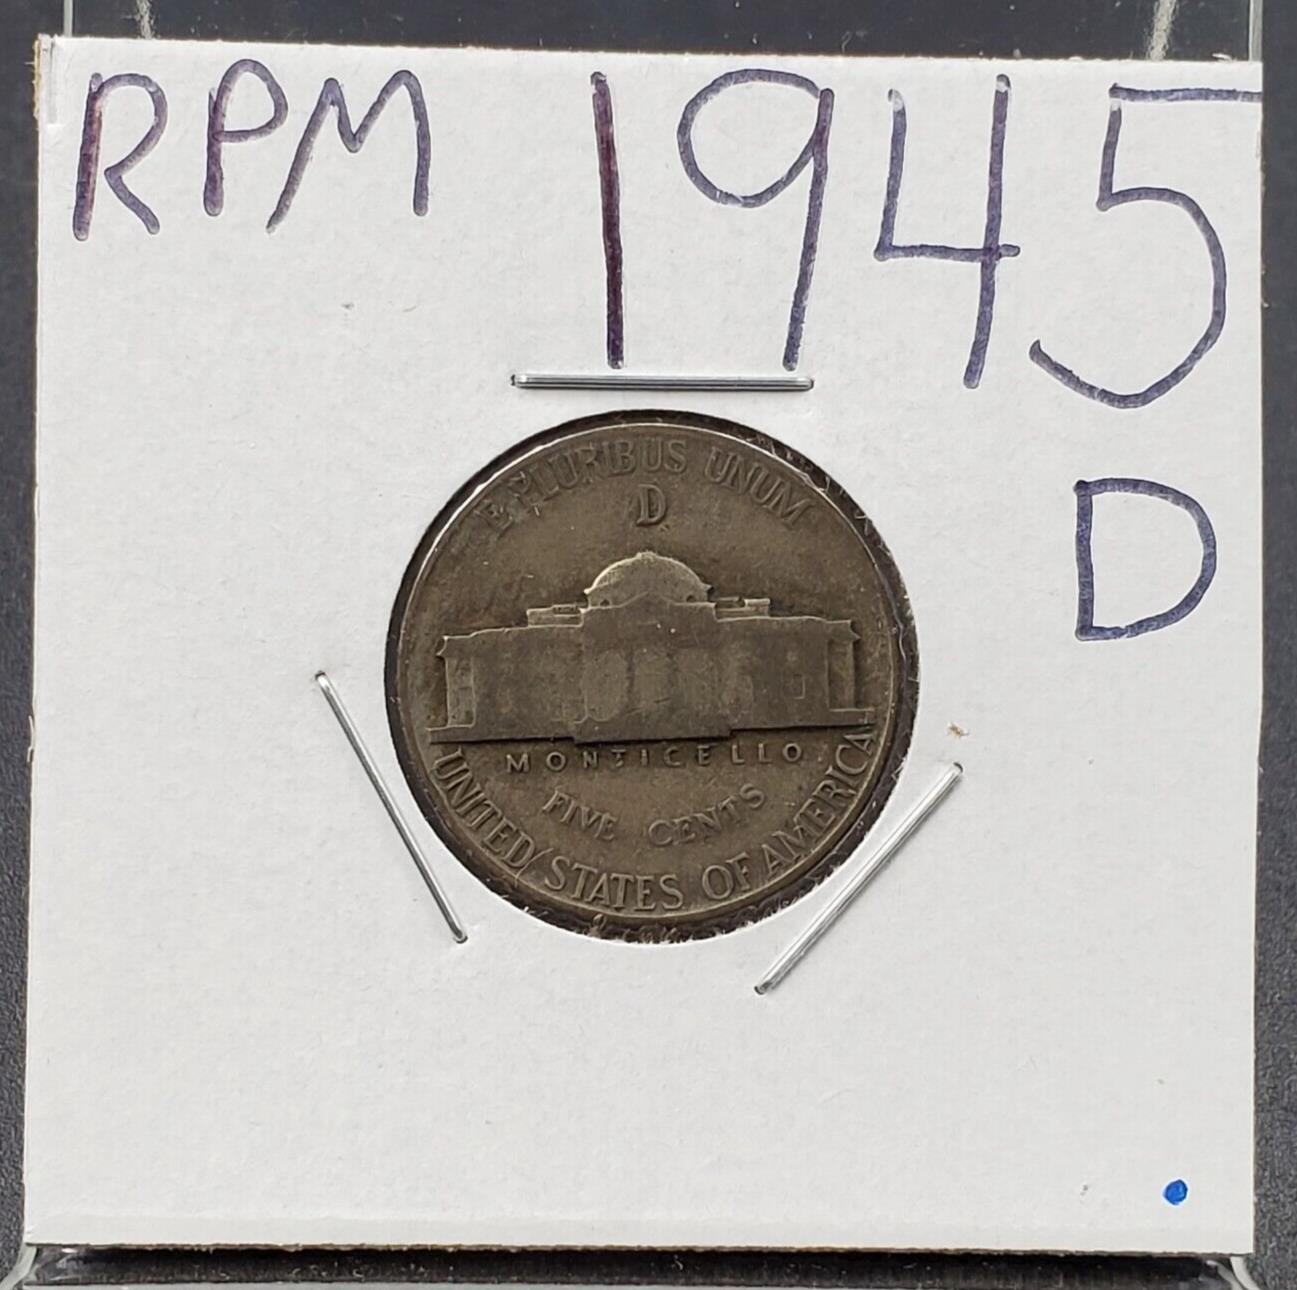 RPM 1945
D
E PLURIBUS UNUM
D
MONTICELLO
FIVE CENTS
UNITED STATES OF AMERICA